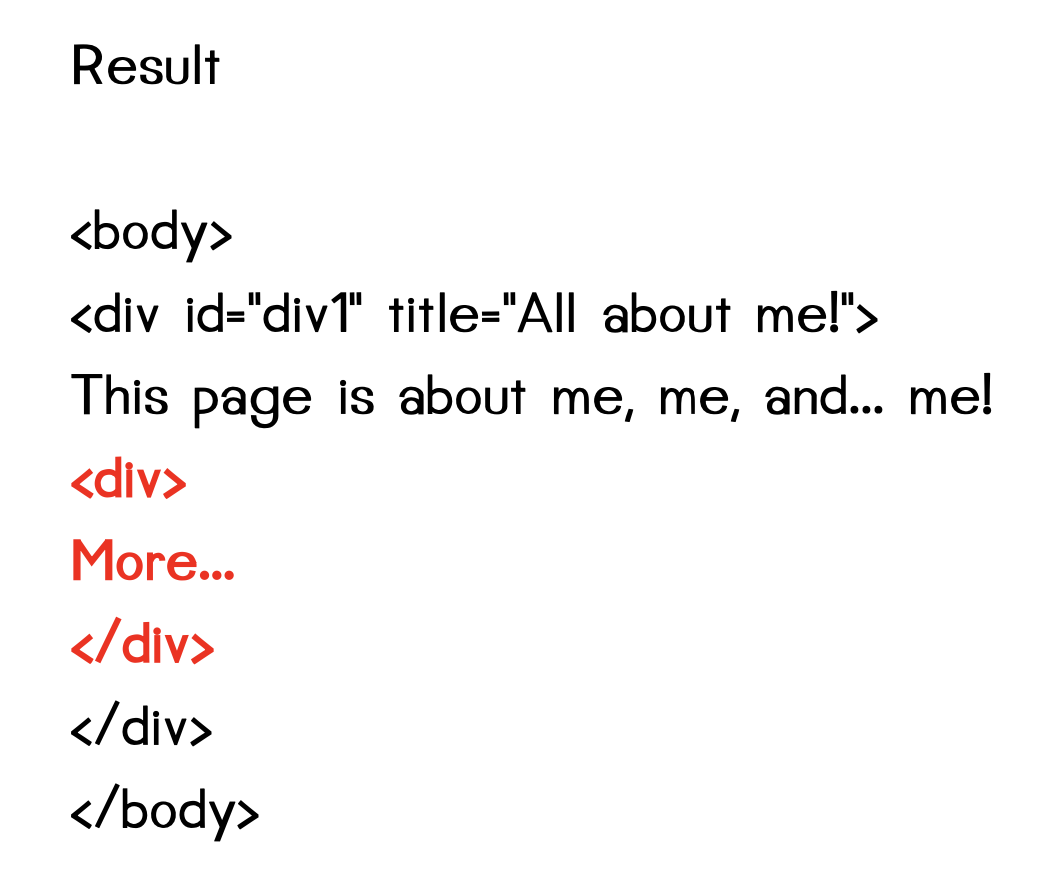 Result
<body>
<div id="div1" title="All about me!">
This page is about me, me, and... me!
<div>
More...
</div>
</div>
</body>